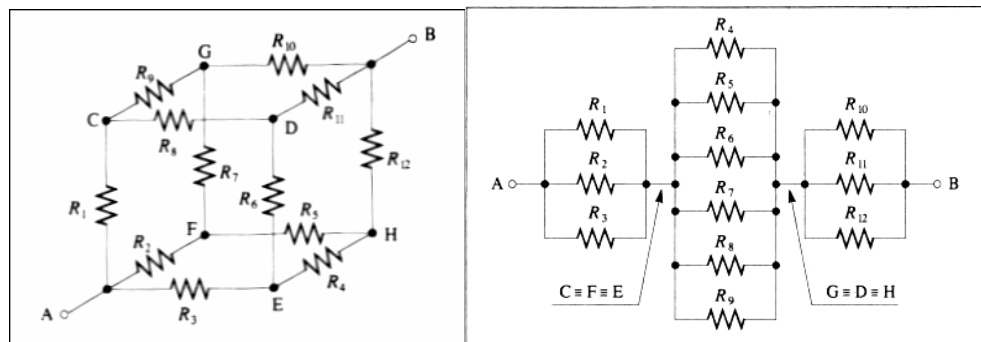 B
G
R10
R9
R11
C
D
R8
R12
R7
R6
R1
F
R5
H
R2
R4
A
R3
E
R4
R5
R1
R10
R6
R2
R11
A
B
R7
R3
R12
R8
C ≡ F ≡ E
G ≡ D ≡ H
R9